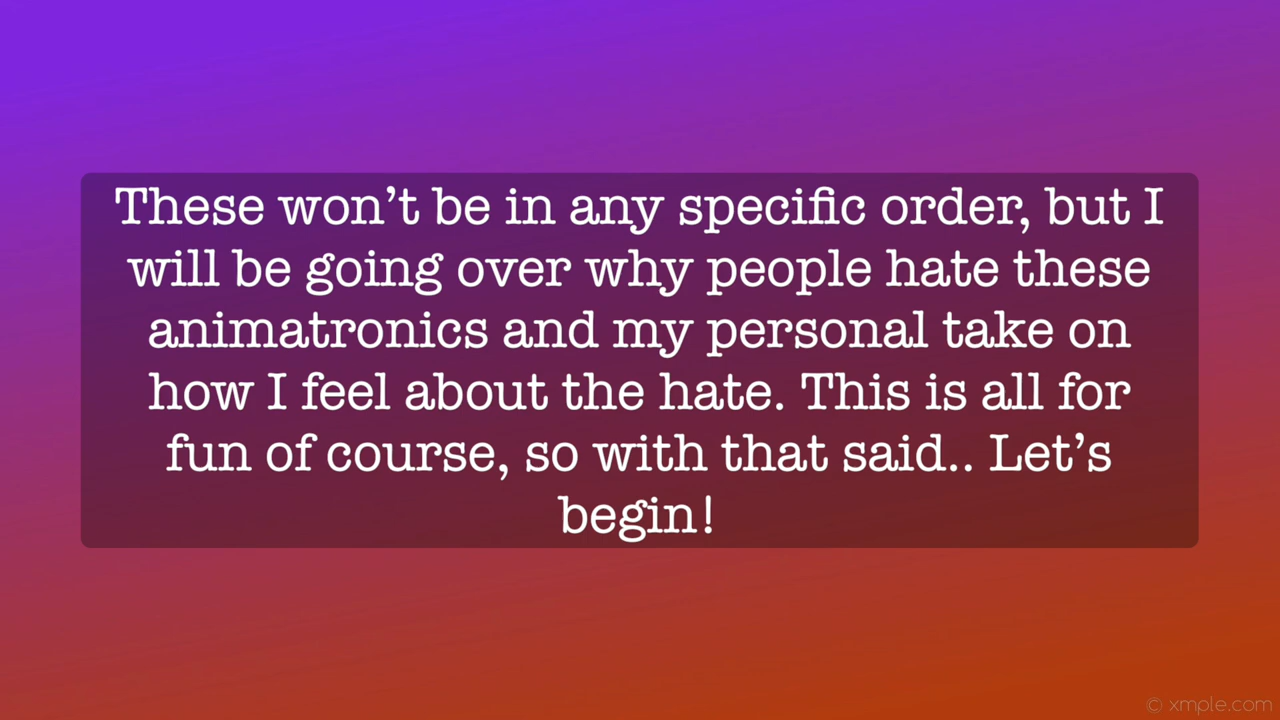 These won’t be in any specific order, but I
will be going over why people hate these
animatronics and my personal take on
how I feel about the hate. This is all for
fun of course, so with that said.. Let’s
begin!
© xmple.com